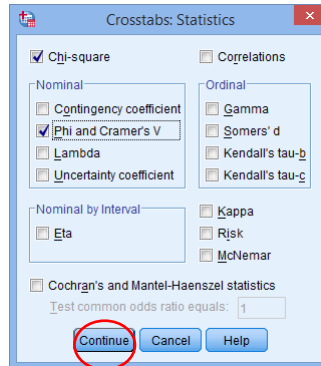 Crosstabs: Statistics
Chi-square
Correlations
Nominal
Contingency coefficient
Phi and Cramer's V
Lambda
Uncertainty coefficient
Ordinal
Gamma
Somers' d
Kendall's tau-b
Kendall's tau-c
Nominal by Interval
Eta
Kappa
Risk
McNemar
Cochran's and Mantel-Haenszel statistics
Test common odds ratio equals: 1
Continue Cancel Help